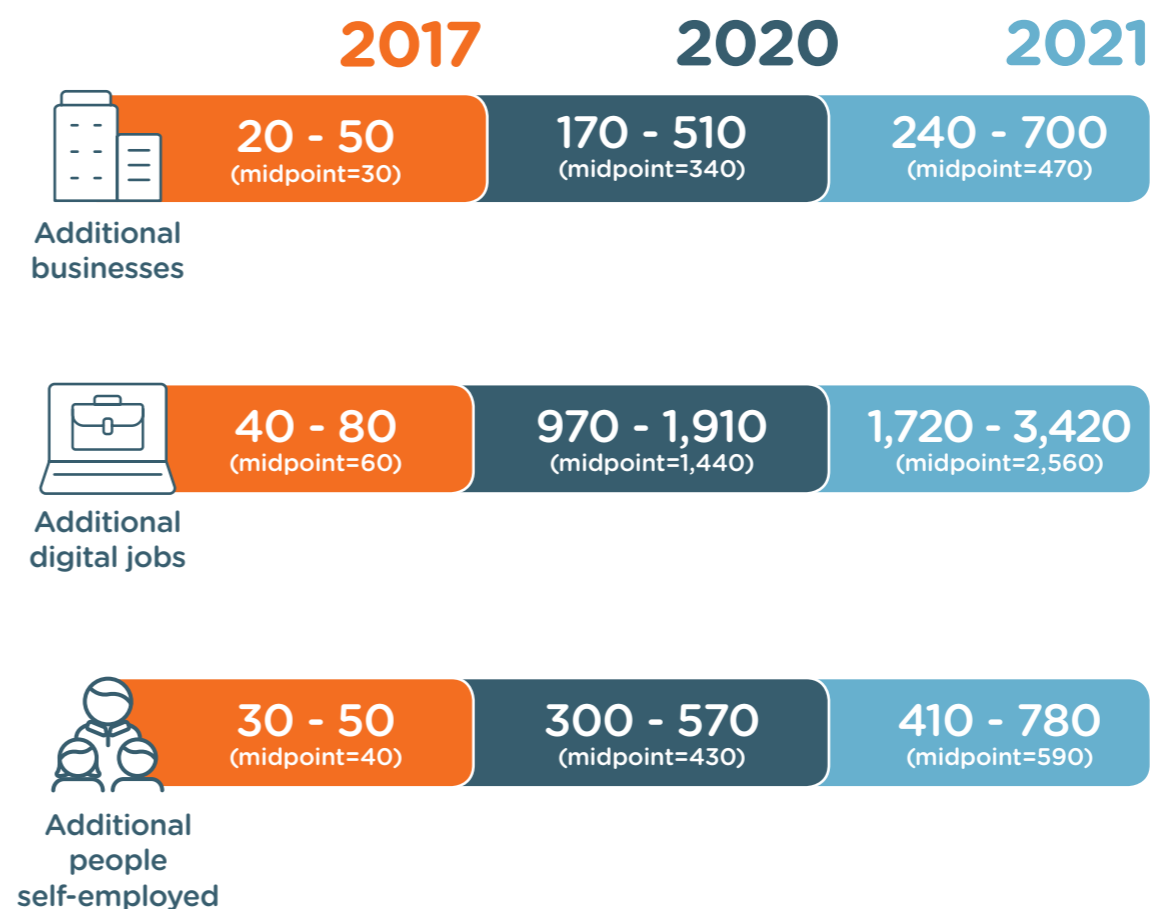 2017 2020 2021
20 - 50 170 - 510 240 - 700
(midpoint=30) (midpoint=340) (midpoint=470)
Additional
businesses
40 - 80 970 - 1,910 1,720 - 3,420
(midpoint=60) (midpoint=1,440) (midpoint=2,560)
Additional
digital jobs
30 - 50 300 - 570 410 - 780
(midpoint=40) (midpoint=430) (midpoint=590)
Additional
people
self-employed